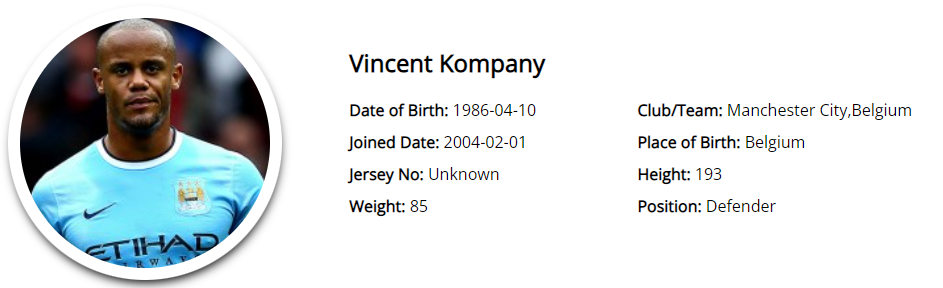 Vincent Kompany
Date of Birth: 1986-04-10
Club/Team: Manchester City,Belgium
Joined Date: 2004-02-01
Place of Birth: Belgium
Jersey No: Unknown
Height: 193
Weight: 85
Position: Defender
ETIHAD
RWA